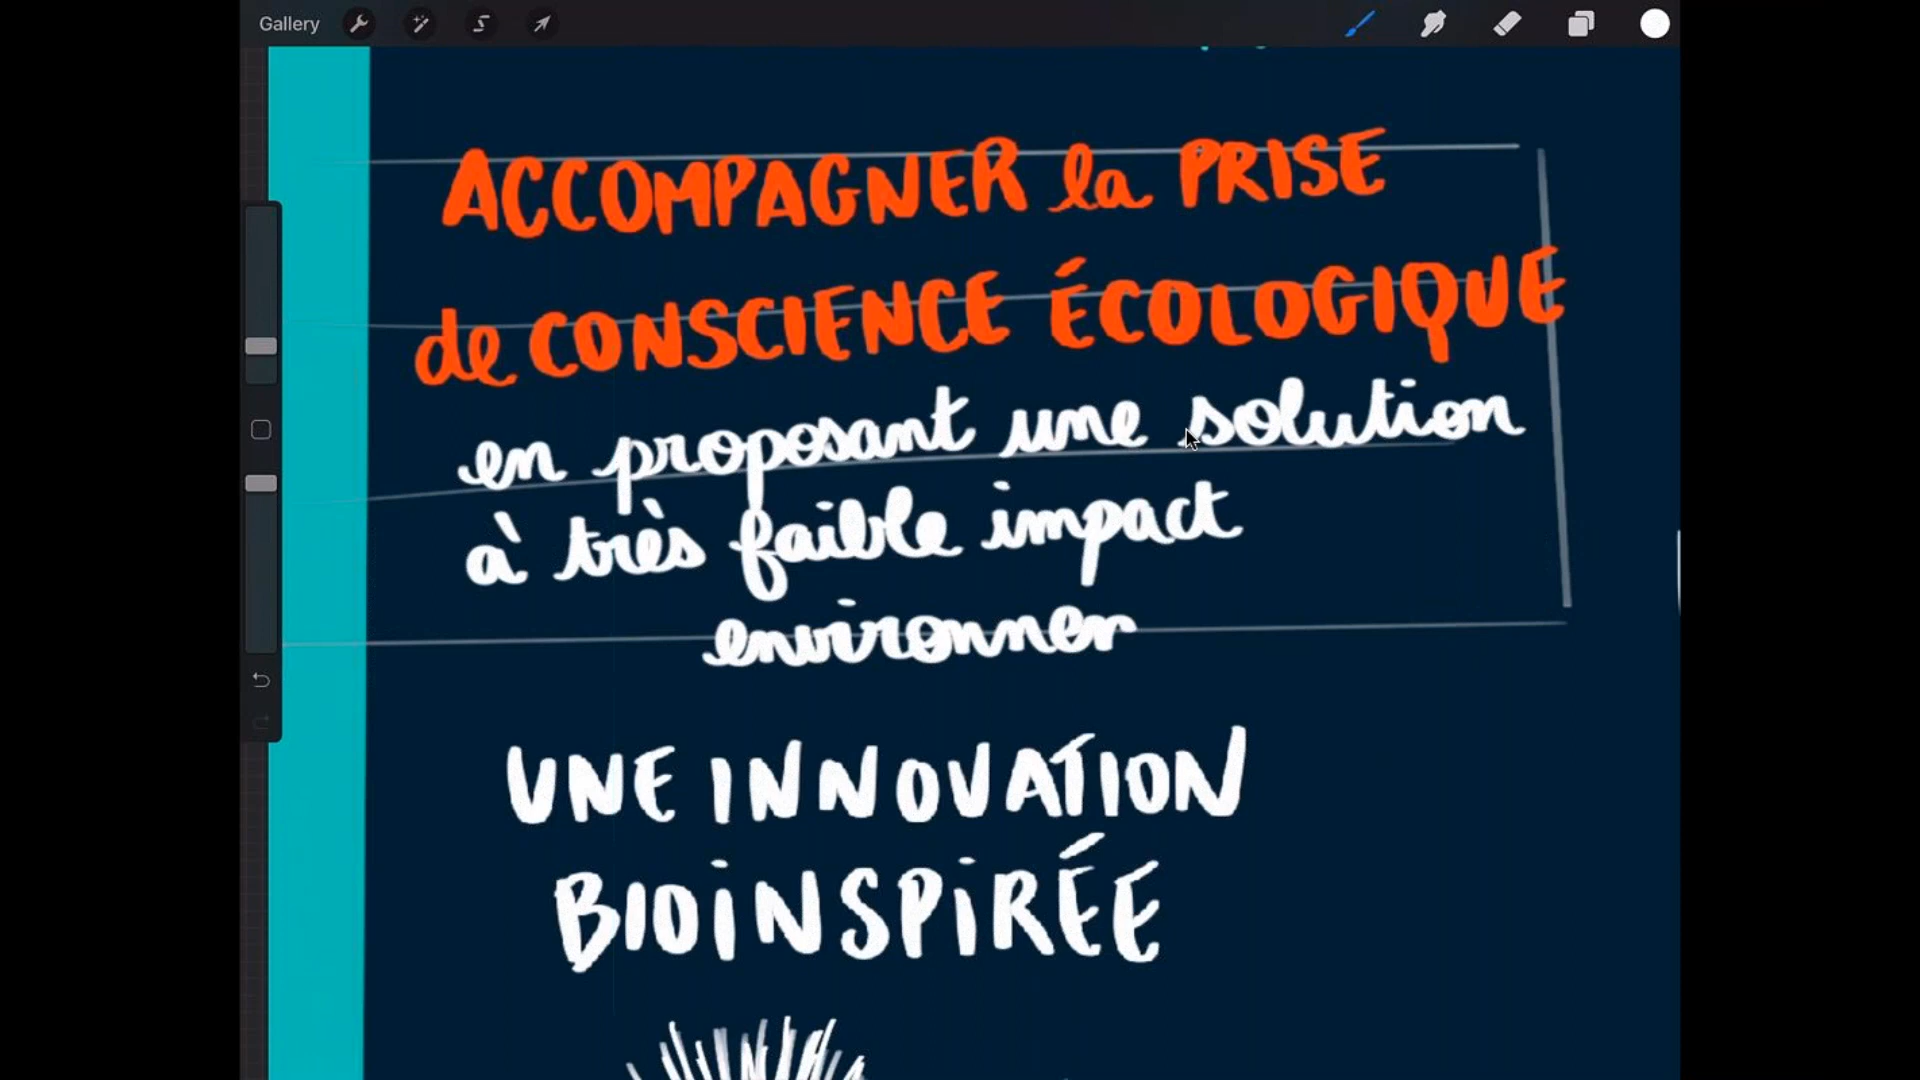 Gallery
ACCOMPAGNER la PRISE
de CONSCIENCE ÉCOLOGIQUE
en proposant une solution
à très faible impact
environner
UNE INNOVATION
BIOINSPIRÉE